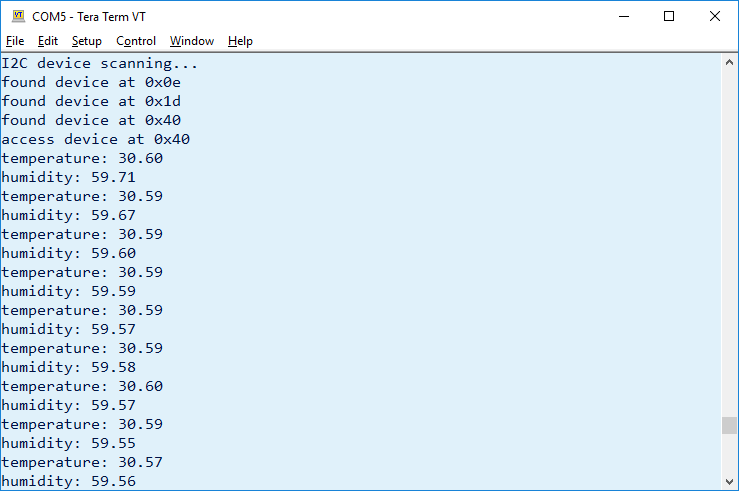 COM5 - Tera Term VT
File Edit Setup Control Window Help
I2C device scanning...
found device at 0x0e
found device at 0x1d
found device at 0x40
access device at 0x40
temperature: 30.60
humidity: 59.71
temperature: 30.59
humidity: 59.67
temperature: 30.59
humidity: 59.60
temperature: 30.59
humidity: 59.59
temperature: 30.59
humidity: 59.57
temperature: 30.59
humidity: 59.58
temperature: 30.60
humidity: 59.57
temperature: 30.59
humidity: 59.55
temperature: 30.57
humidity: 59.56